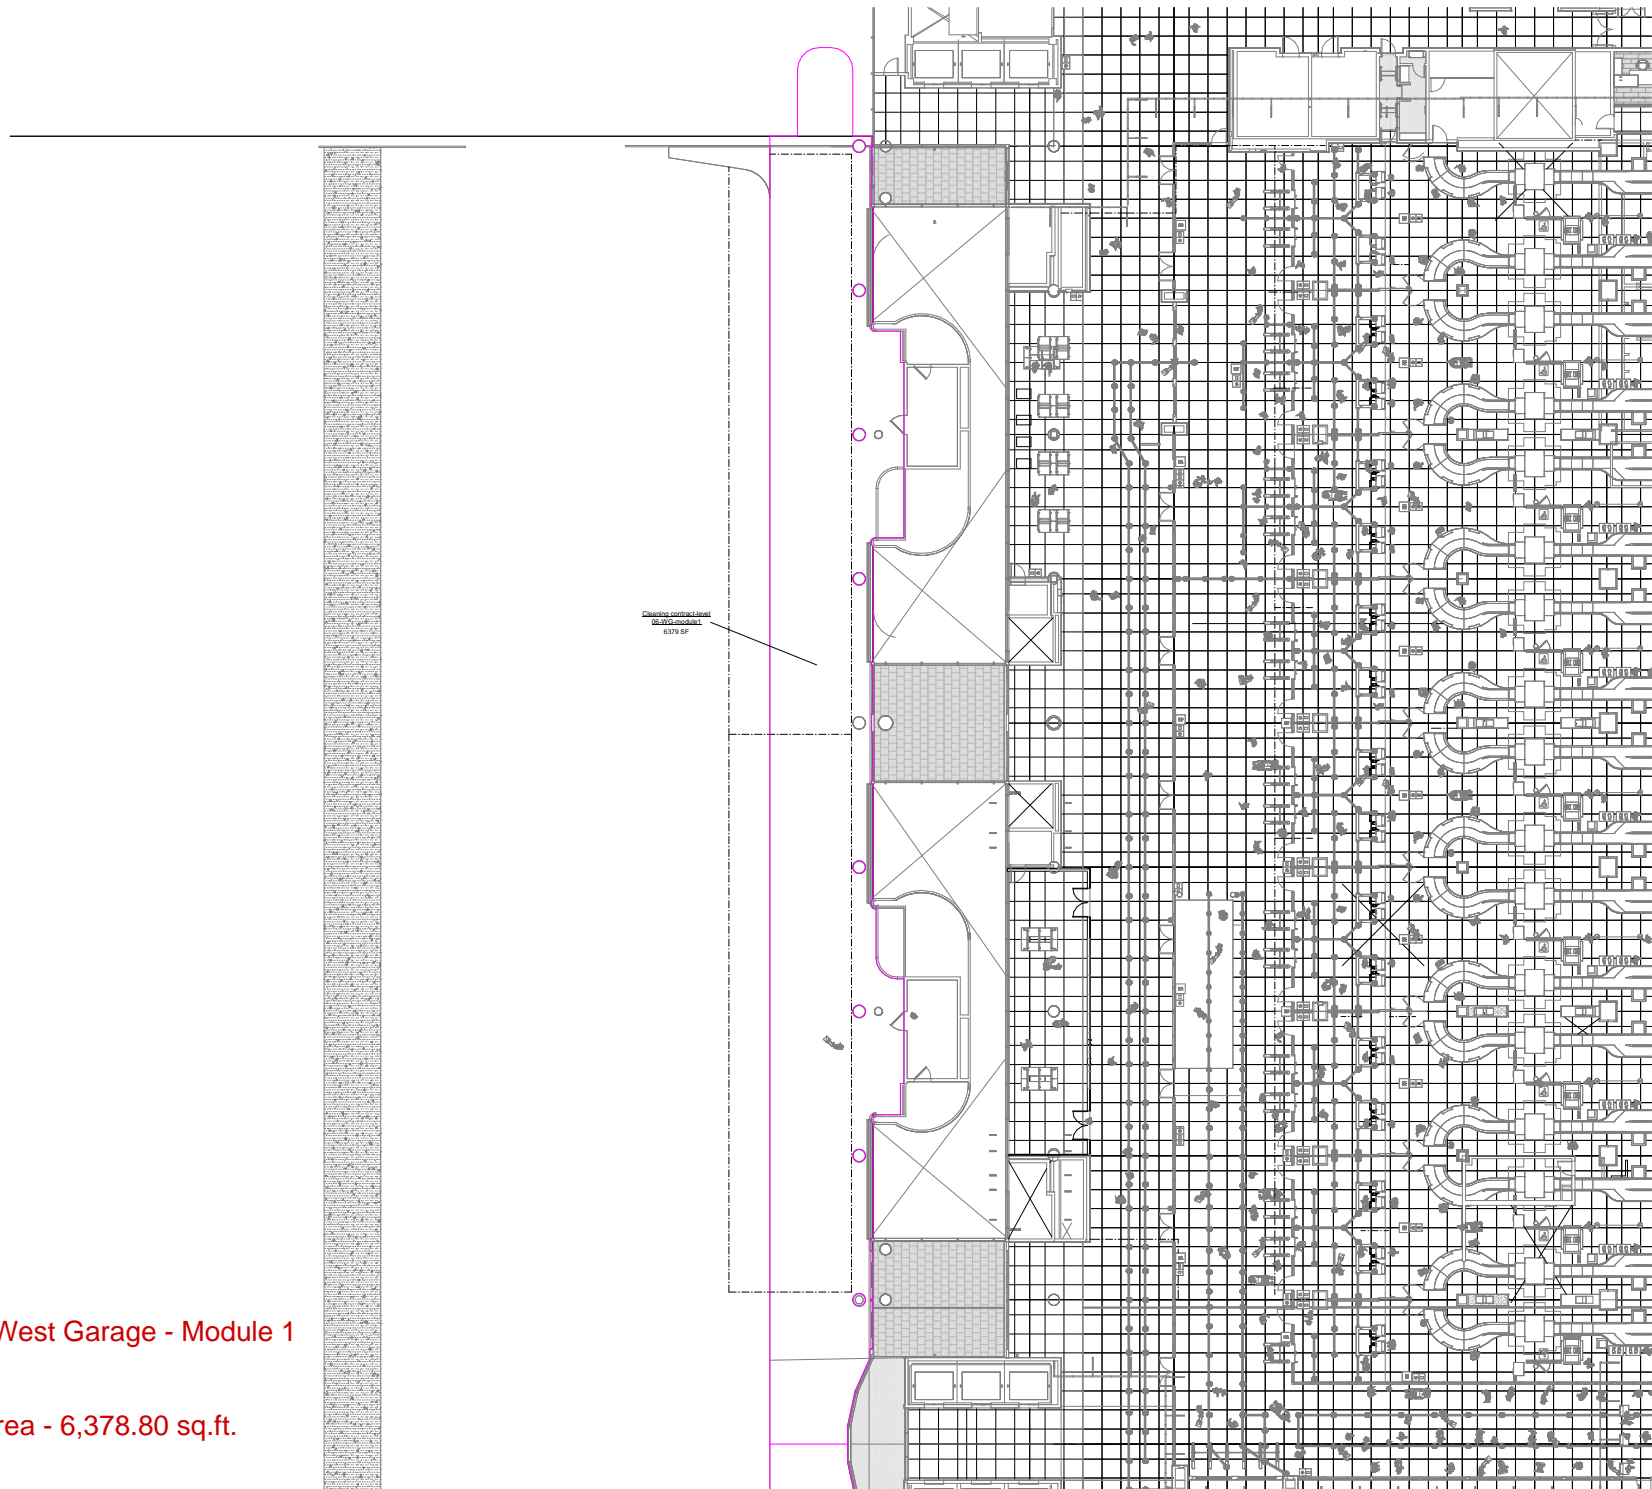 Cleaning contract-level
06-WG-module1
6379 SF
West Garage - Module 1
rea - 6,378.80 sq.ft.